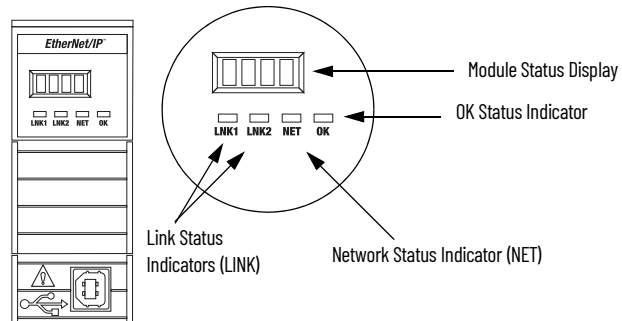 EtherNet/IP™
LNK1 LNK2 NET OK
LNK1 LNK2 NET OK
Module Status Display
OK Status Indicator
Link Status
Indicators (LINK)
Network Status Indicator (NET)